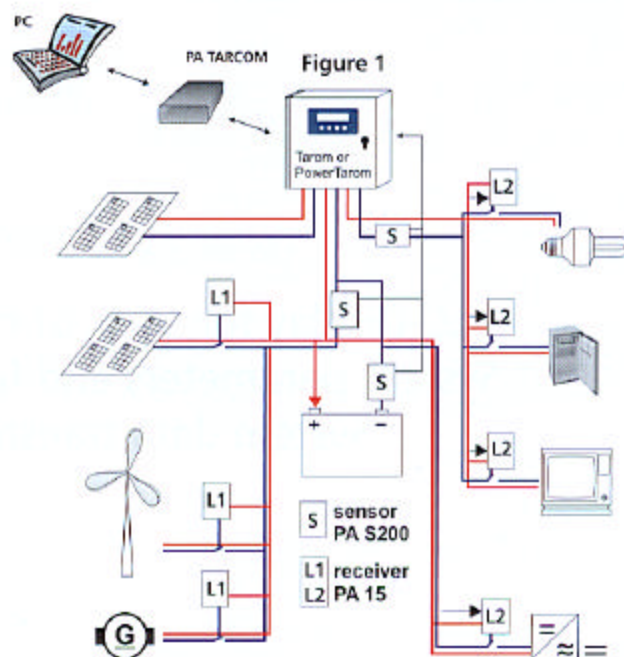 PC
PA TARCOM
Figure 1
Tarom or
PowerTarom
L2
S
L1
L2
S
S
+ −
L2
L1
S sensor
PA S200
L1 receiver
L2 PA 15
L1
G
L2
= ≈ =